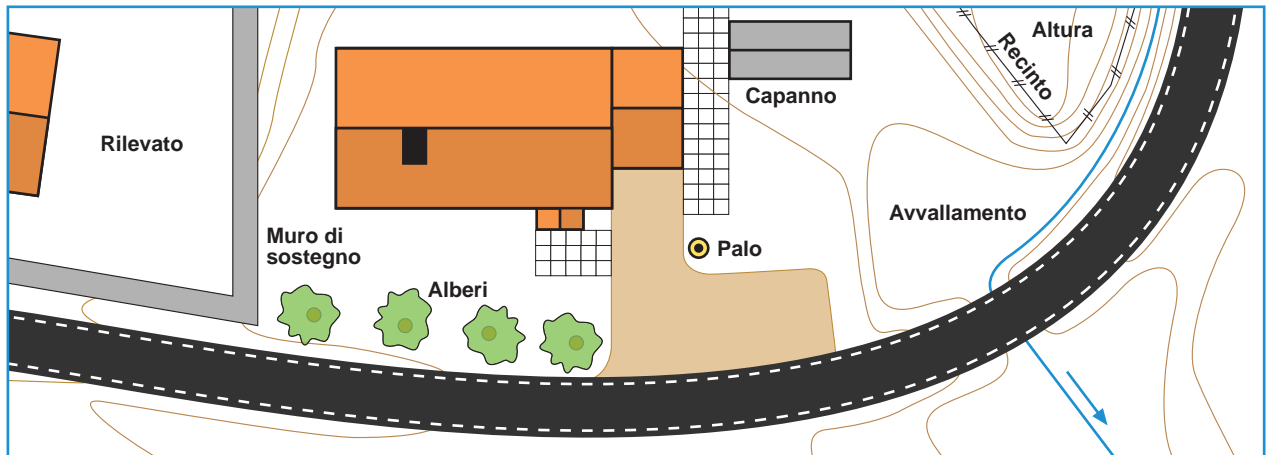 Altura
Recinto
Capanno
Rilevato
Avvallamento
Muro di
sostegno
Palo
Alberi